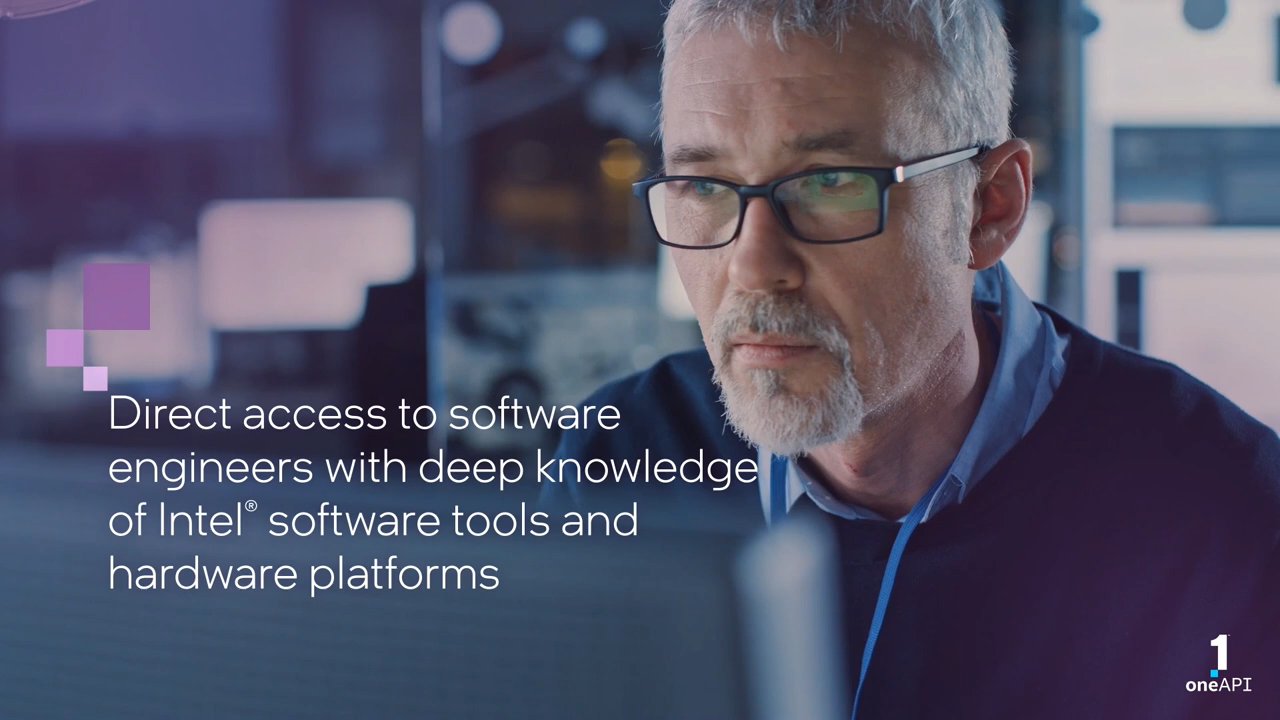 Direct access to software
engineers with deep knowledge
of Intel® software tools and
hardware platforms
1
oneAPI